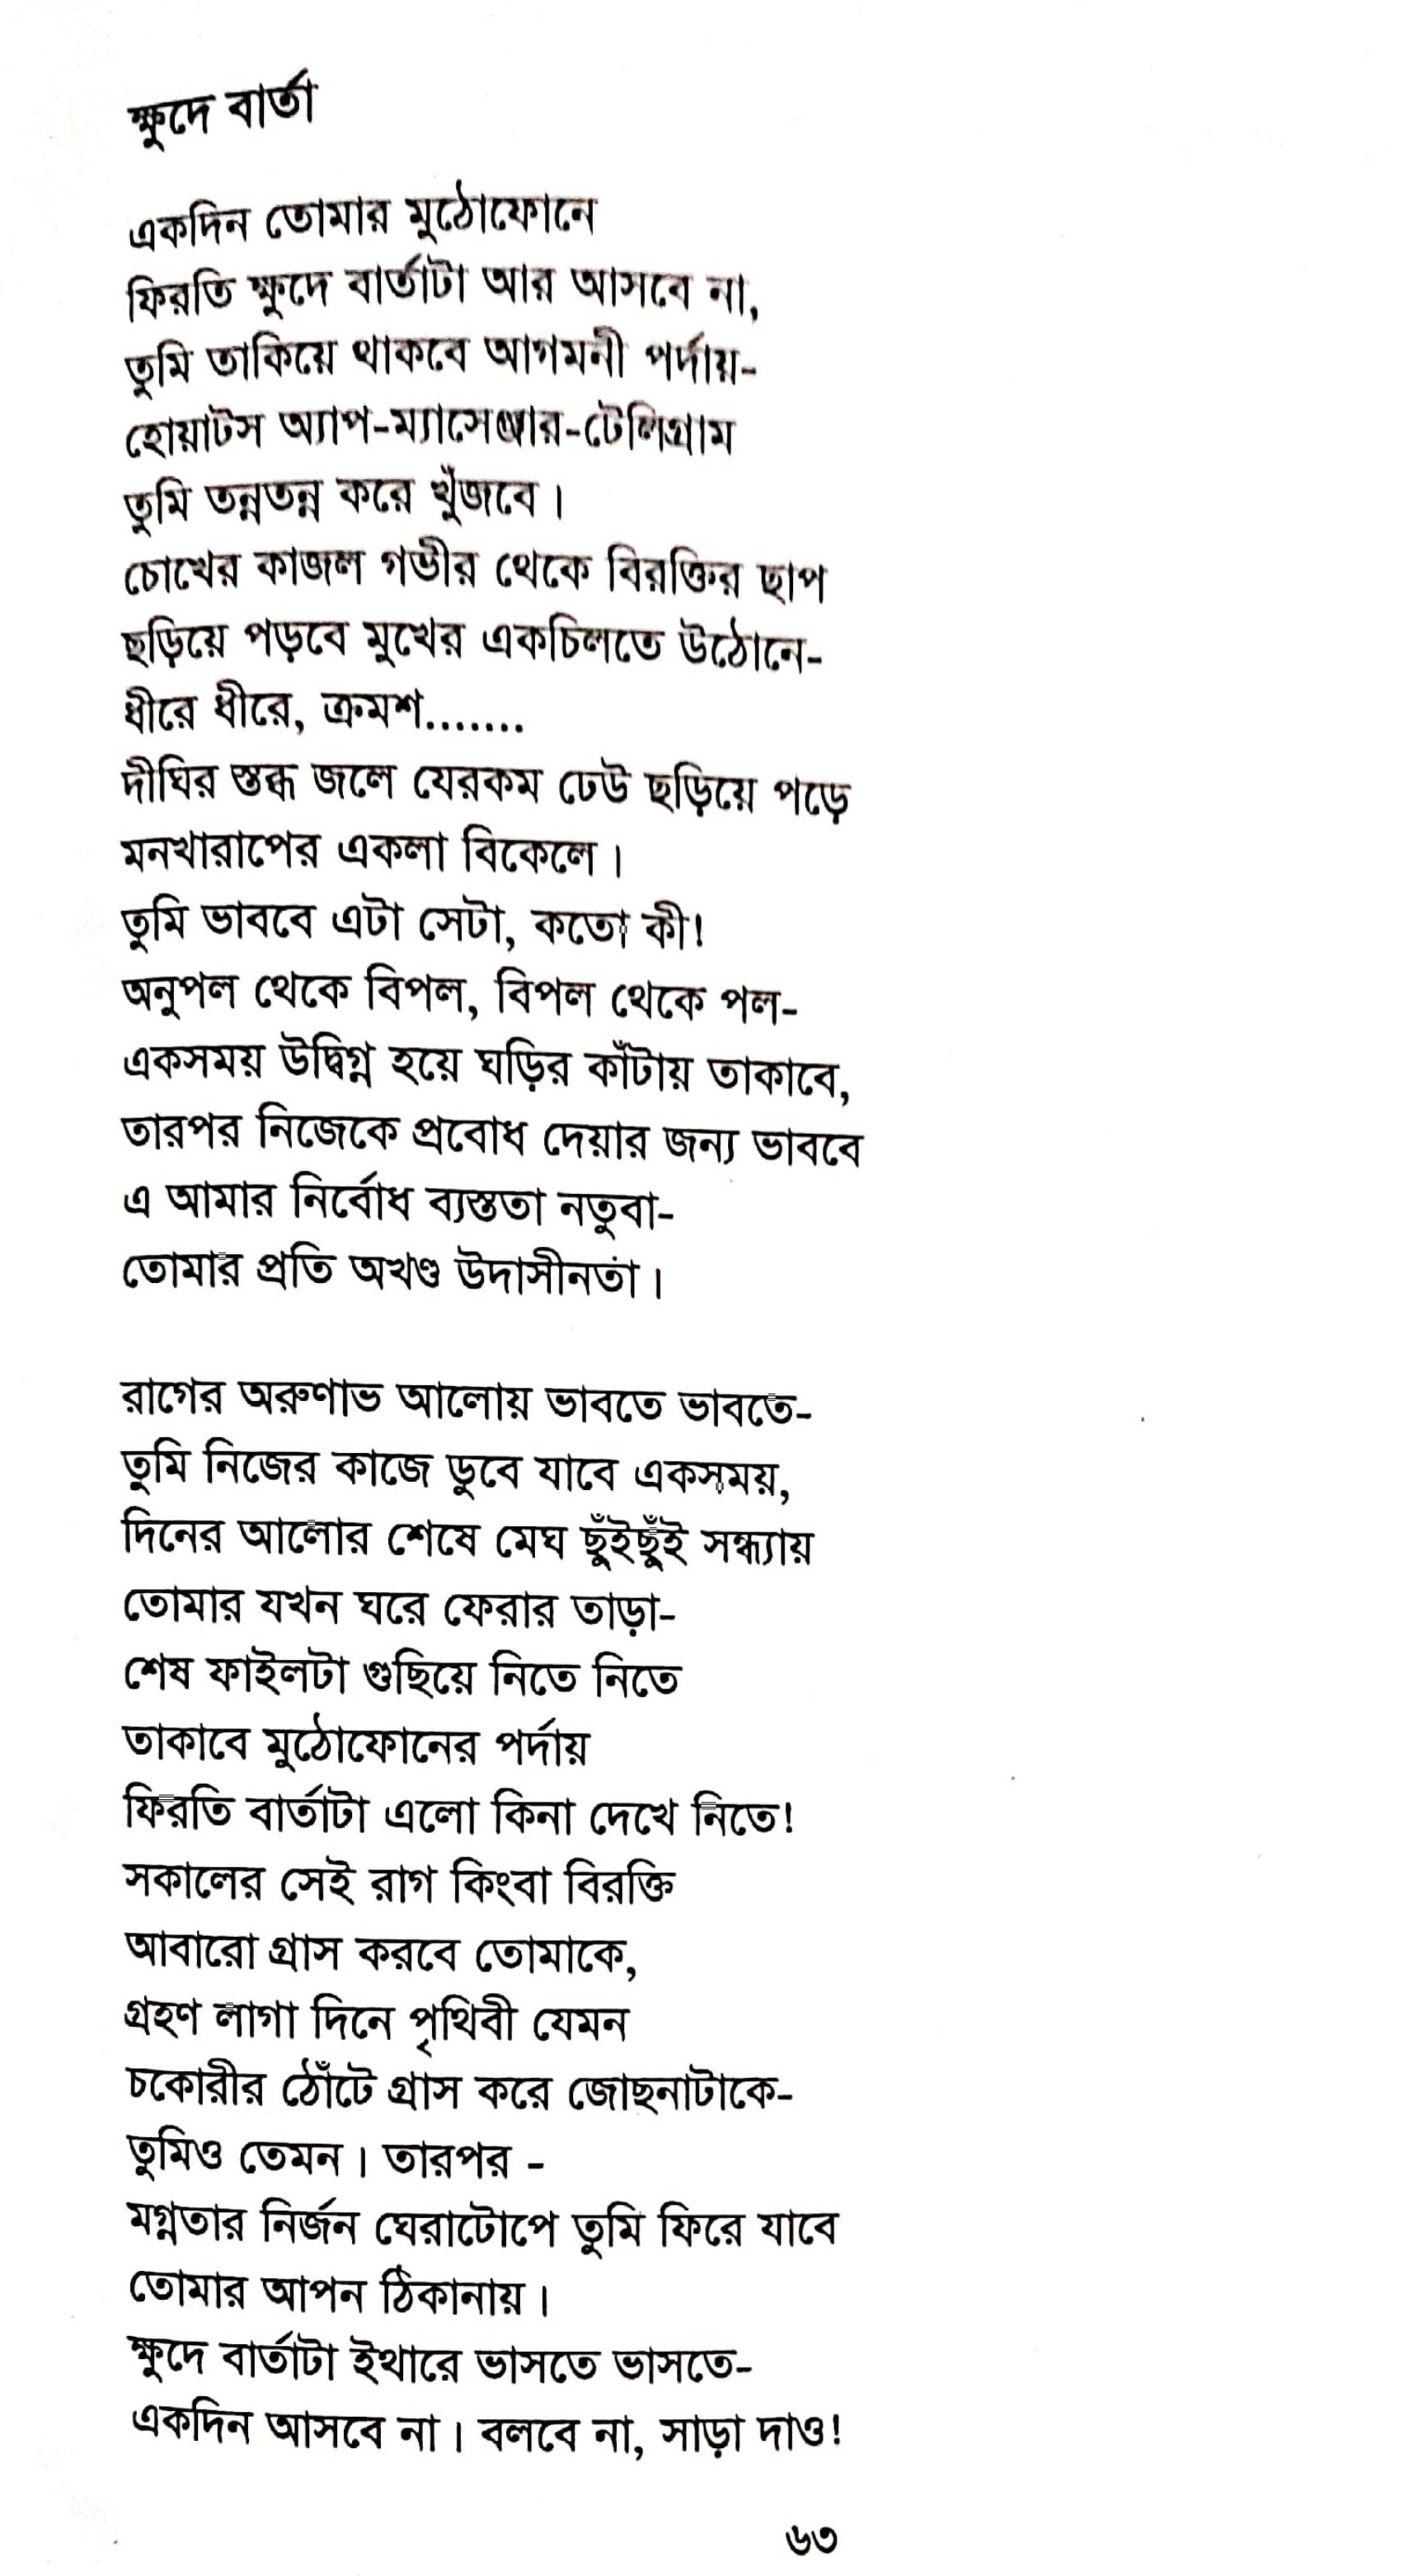 ক্ষুদে বার্তা
একদিন তোমার মুঠোফোনে
ফিরতি ক্ষুদে বার্তাটা আর আসবে না,
তুমি তাকিয়ে থাকবে আগমনী পর্দায়-
হোয়াটস অ্যাপ-ম্যাসেঞ্জার-টেলিগ্রাম
তুমি তন্নতন্ন করে খুঁজবে।
চোখের কাজল গভীর থেকে বিরক্তির ছাপ
ছড়িয়ে পড়বে মুখের একচিলতে উঠোনে-
ধীরে ধীরে, ক্রমশ.......
দীঘির স্তব্ধ জলে যেরকম ঢেউ ছড়িয়ে পড়ে
মনখারাপের একলা বিকেলে।
তুমি ভাববে এটা সেটা, কতো কী!
অনুপল থেকে বিপল, বিপল থেকে পল-
একসময় উদ্বিগ্ন হয়ে ঘড়ির কাঁটায় তাকাবে,
তারপর নিজেকে প্রবোধ দেয়ার জন্য ভাববে
এ আমার নির্বোধ ব্যস্ততা নতুবা-
তোমার প্রতি অখণ্ড উদাসীনতা।
রাগের অরুণাভ আলোয় ভাবতে ভাবতে-
তুমি নিজের কাজে ডুবে যাবে একসময়,
দিনের আলোর শেষে মেঘ ছুঁইছুঁই সন্ধ্যায়
তোমার যখন ঘরে ফেরার তাড়া-
শেষ ফাইলটা গুছিয়ে নিতে নিতে
তাকাবে মুঠোফোনের পর্দায়
ফিরতি বার্তাটা এলো কিনা দেখে নিতে!
সকালের সেই রাগ কিংবা বিরক্তি
আবারো গ্রাস করবে তোমাকে,
গ্রহণ লাগা দিনে পৃথিবী যেমন
চকোরীর ঠোঁটে গ্রাস করে জোছনাটাকে-
তুমিও তেমন। তারপর -
মগ্নতার নির্জন ঘেরাটোপে তুমি ফিরে যাবে
তোমার আপন ঠিকানায়।
ক্ষুদে বার্তাটা ইথারে ভাসতে ভাসতে-
একদিন আসবে না। বলবে না, সাড়া দাও!
৬৩